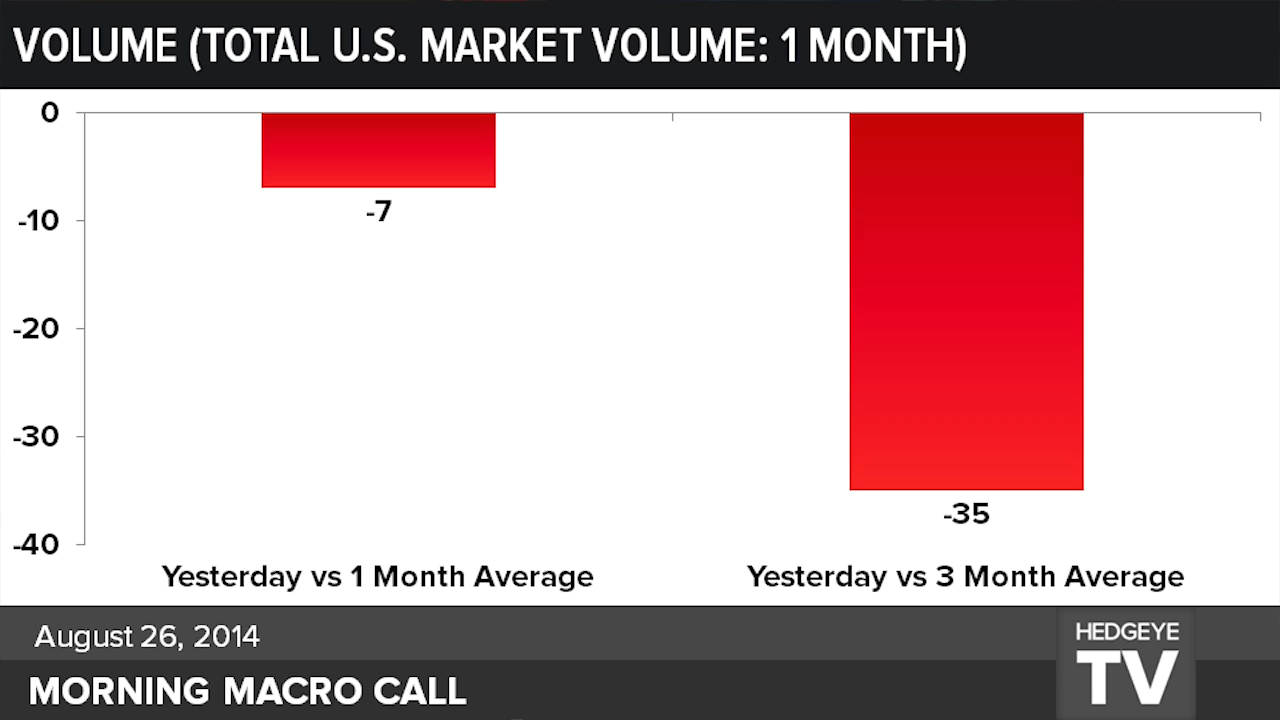 VOLUME (TOTAL U.S. MARKET VOLUME: 1 MONTH)
0
-10
-20
-30
-40
-7
-35
Yesterday vs 1 Month Average
Yesterday vs 3 Month Average
August 26, 2014
MORNING MACRO CALL
HEDGEYE
TV